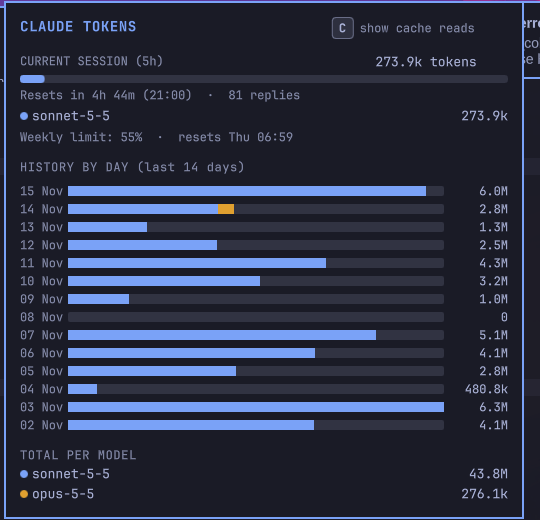 CLAUDE TOKENS
C show cache reads
CURRENT SESSION (5h) 273.9k tokens
Resets in 4h 44m (21:00) · 81 replies
sonnet-5-5 273.9k
Weekly limit: 55% · resets Thu 06:59
HISTORY BY DAY (last 14 days)
15 Nov 6.0M
14 Nov 2.8M
13 Nov 1.3M
12 Nov 2.5M
11 Nov 4.3M
10 Nov 3.2M
09 Nov 1.0M
08 Nov 0
07 Nov 5.1M
06 Nov 4.1M
05 Nov 2.8M
04 Nov 480.8k
03 Nov 6.3M
02 Nov 4.1M
TOTAL PER MODEL
sonnet-5-5 43.8M
opus-5-5 276.1k